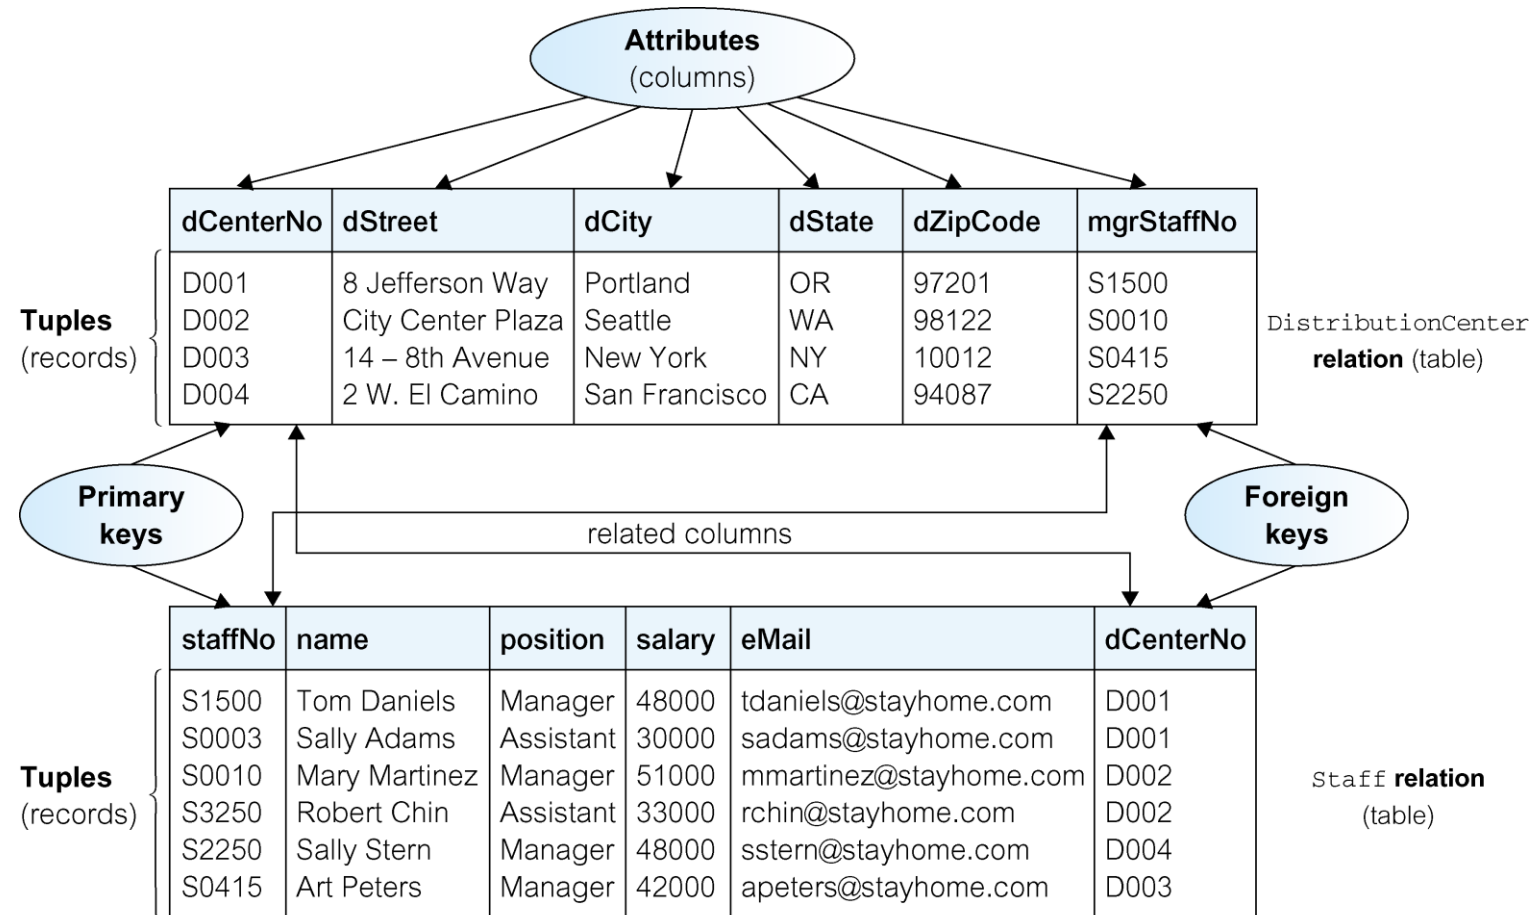 Attributes
(columns)
dCenterNo dStreet dCity dState dZipCode mgrStaffNo
D001 8 Jefferson Way Portland OR 97201 S1500
D002 City Center Plaza Seattle WA 98122 S0010
D003 14 – 8th Avenue New York NY 10012 S0415
D004 2 W. El Camino San Francisco CA 94087 S2250
Tuples
(records)
DistributionCenter
relation (table)
Primary
keys
related columns
Foreign
keys
staffNo name position salary eMail dCenterNo
S1500 Tom Daniels Manager 48000 tdaniels@stayhome.com D001
S0003 Sally Adams Assistant 30000 sadams@stayhome.com D001
S0010 Mary Martinez Manager 51000 mmartinez@stayhome.com D002
S3250 Robert Chin Assistant 33000 rchin@stayhome.com D002
S2250 Sally Stern Manager 48000 sstern@stayhome.com D004
S0415 Art Peters Manager 42000 apeters@stayhome.com D003
Tuples
(records)
Staff relation
(table)